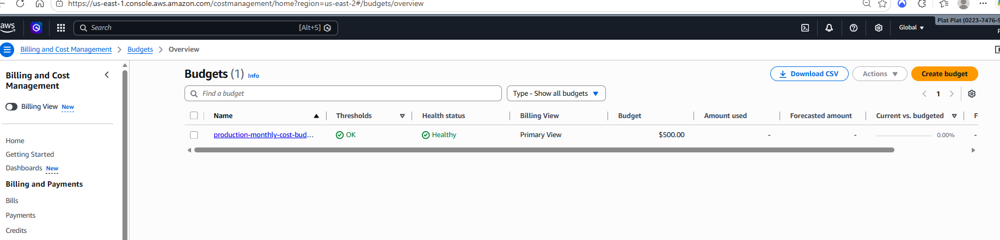 https://us-east-1.console.aws.amazon.com/costmanagement/home?region=us-east-2#/budgets/overview
aws
Search [Alt+S]
Global
Plat Plat (0223-7476-
Billing and Cost Management > Budgets > Overview
Billing and Cost Management
Billing View New
Home
Getting Started
Dashboards New
Billing and Payments
Bills
Payments
Credits
Budgets (1) Info
Download CSV
Actions
Create budget
Find a budget
Type - Show all budgets
1
Name Thresholds Health status Billing View Budget Amount used Forecasted amount Current vs. budgeted
production-monthly-cost-bud... OK Healthy Primary View $500.00 - - 0.00% -